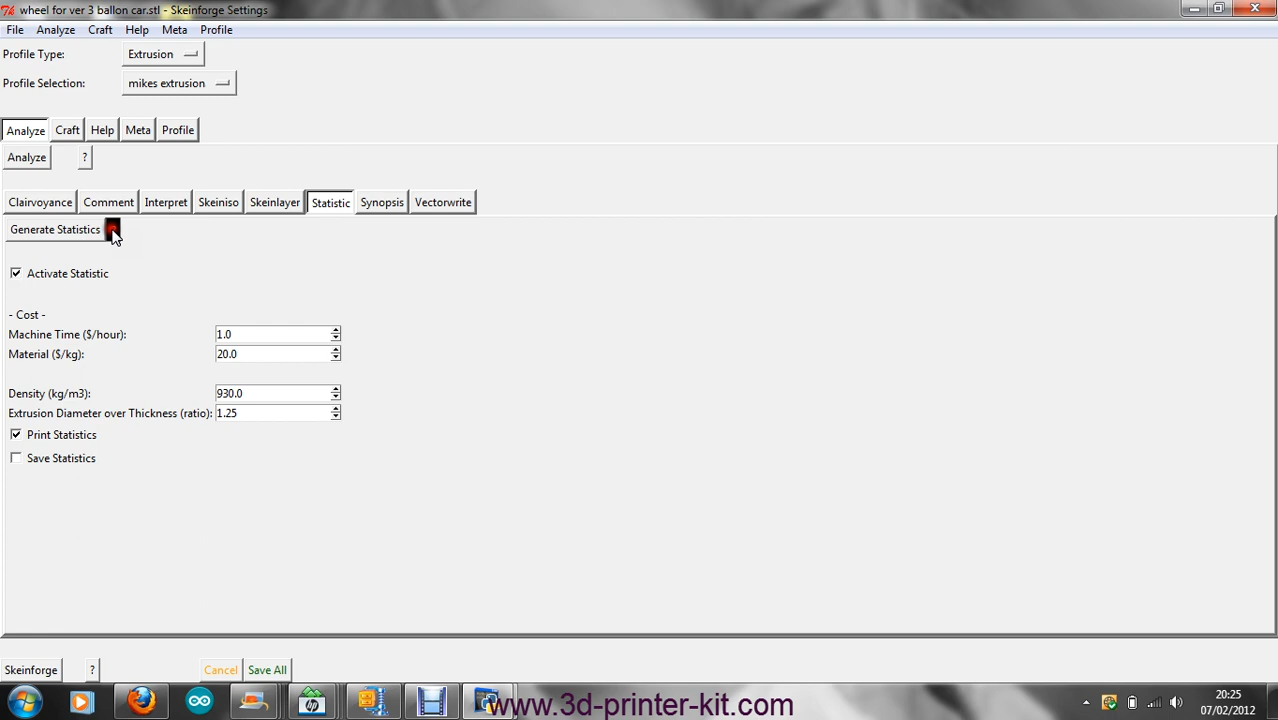 wheel for ver 3 ballon car.stl - Skeinforge Settings
File Analyze Craft Help Meta Profile
Profile Type: Extrusion
Profile Selection: mikes extrusion
Analyze Craft Help Meta Profile
Analyze ?
Clairvoyance Comment Interpret Skeiniso Skeinlayer Statistic Synopsis Vectorwrite
Generate Statistics
Activate Statistic
- Cost -
Machine Time ($/hour): 1.0
Material ($/kg): 20.0
Density (kg/m3): 930.0
Extrusion Diameter over Thickness (ratio): 1.25
Print Statistics
Save Statistics
Skeinforge ? Cancel Save All
20:25
www.3d-printer-kit.com
07/02/2012